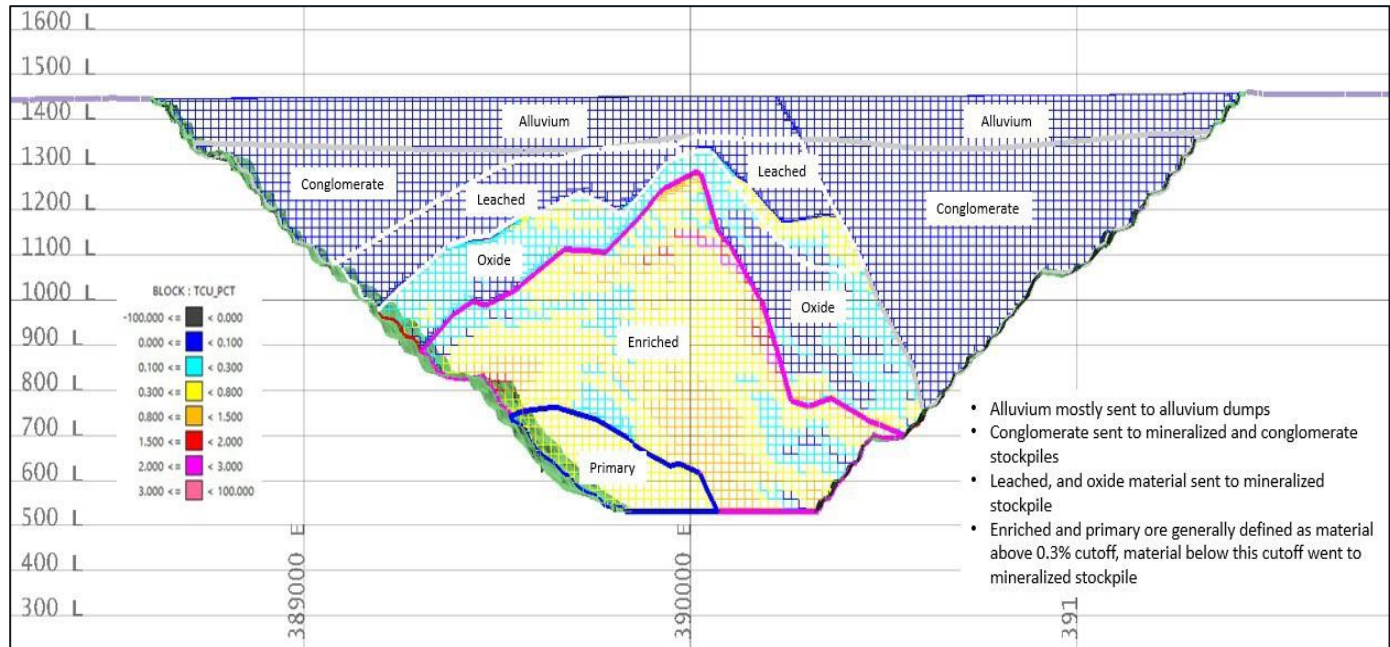 1600 L
1500 L
1400 L
1300 L
1200 L
1100 L
1000 L
900 L
800 L
700 L
600 L
500 L
400 L
300 L
Alluvium
Alluvium
Conglomerate
Leached
Leached
Conglomerate
Oxide
Oxide
Enriched
Primary
BLOCK : TCU_PCT
-100.000 <= < 0.000
0.000 <= < 0.100
0.100 <= < 0.300
0.300 <= < 0.800
0.800 <= < 1.500
1.500 <= < 2.000
2.000 <= < 3.000
3.000 <= < 100.000
• Alluvium mostly sent to alluvium dumps
• Conglomerate sent to mineralized and conglomerate
stockpiles
• Leached, and oxide material sent to mineralized
stockpile
• Enriched and primary ore generally defined as material
above 0.3% cutoff, material below this cutoff went to
mineralized stockpile
389000 E
390000 E
391